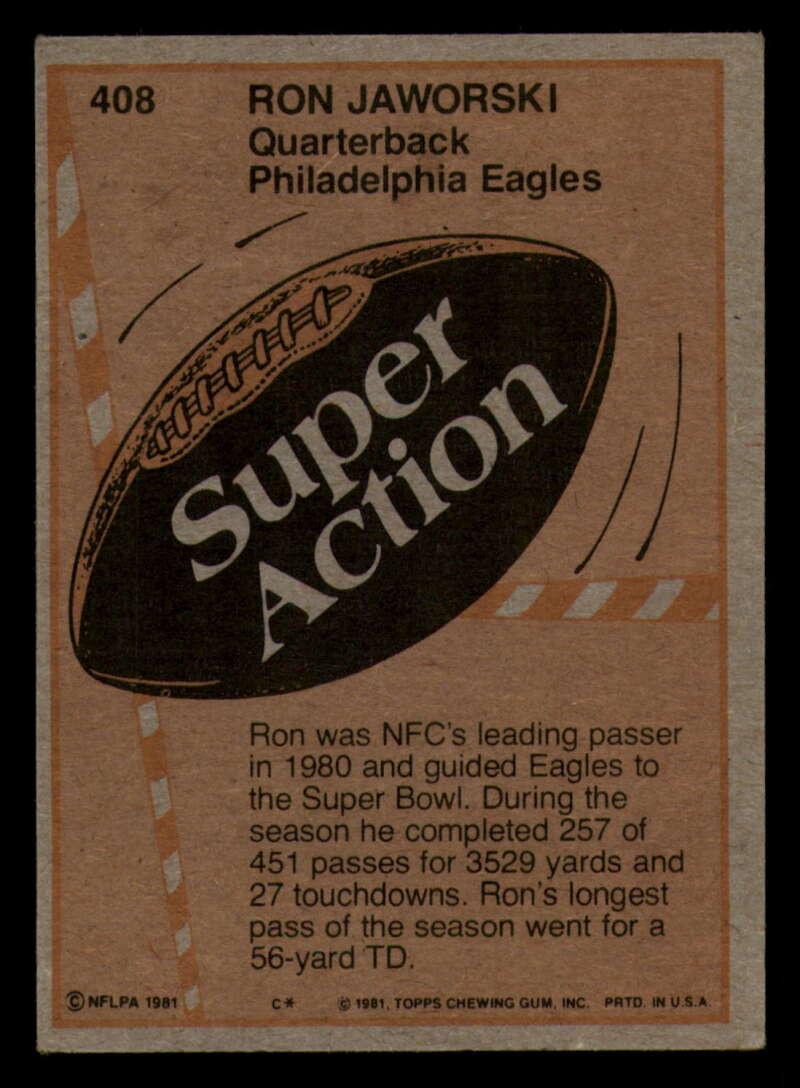 408
RON JAWORSKI
Quarterback
Philadelphia Eagles
Super
Action
Ron was NFC's leading passer
in 1980 and guided Eagles to
the Super Bowl. During the
season he completed 257 of
451 passes for 3529 yards and
27 touchdowns. Ron's longest
pass of the season went for a
56-yard TD.
© NFLPA 1981 C* © 1981, TOPPS CHEWING GUM, INC. PRTD. IN U.S.A.